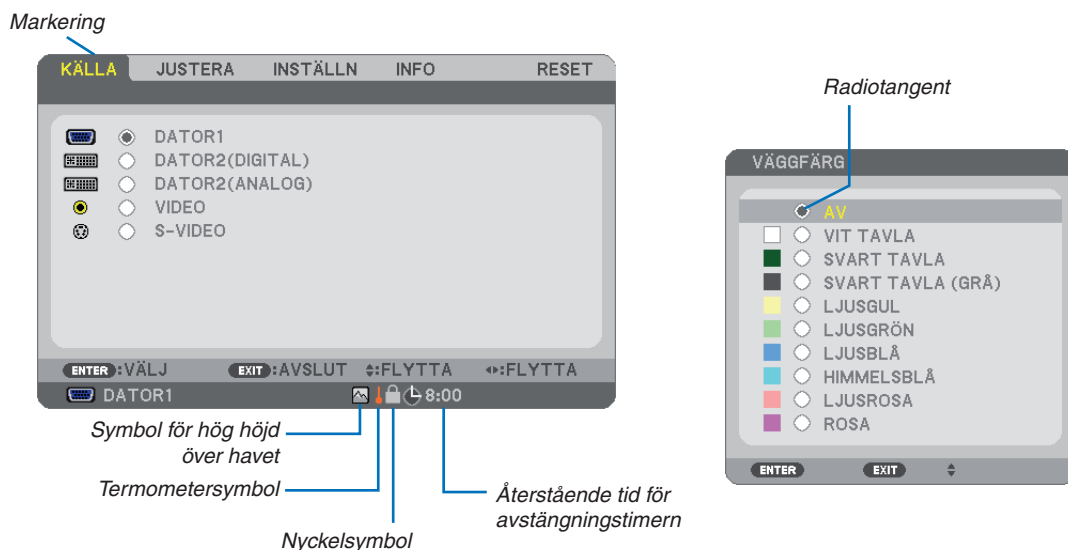 Markering
KÄLLA JUSTERA INSTÄLLN INFO RESET
DATOR1
DATOR2(DIGITAL)
DATOR2(ANALOG)
VIDEO
S-VIDEO
ENTER:VÄLJ EXIT:AVSLUT :FLYTTA :FLYTTA
DATOR1 8:00
Symbol för hög höjd
över havet
Termometersymbol
Nyckelsymbol
Återstående tid för
avstängningstimern
Radiotangent
VÄGGFÄRG
AV
VIT TAVLA
SVART TAVLA
SVART TAVLA (GRÅ)
LJUSGUL
LJUSGRÖN
LJUSBLÅ
HIMMELSBLÅ
LJUSROSA
ROSA
ENTER EXIT